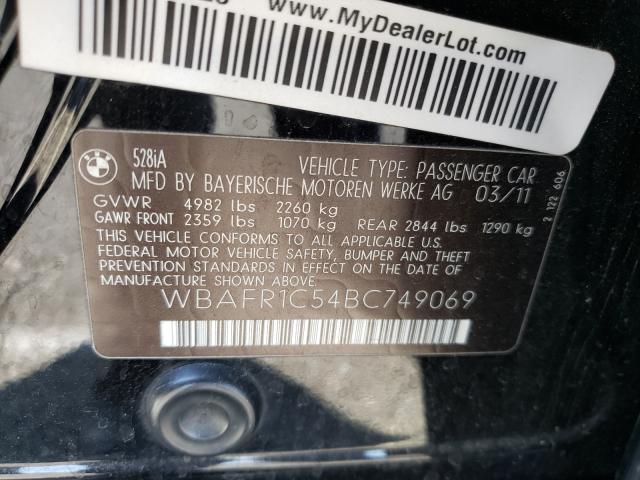 www.MyDealerLot.com
528iA
VEHICLE TYPE: PASSENGER CAR
MFD BY BAYERISCHE MOTOREN WERKE AG 03/11
GVWR 4982 lbs 2260 kg
GAWR FRONT 2359 lbs 1070 kg REAR 2844 lbs 1290 kg
THIS VEHICLE CONFORMS TO ALL APPLICABLE U.S.
FEDERAL MOTOR VEHICLE SAFETY, BUMPER AND THEFT
PREVENTION STANDARDS IN EFFECT ON THE DATE OF
MANUFACTURE SHOWN ABOVE.
WBAFR1C54BC749069
2 122 606